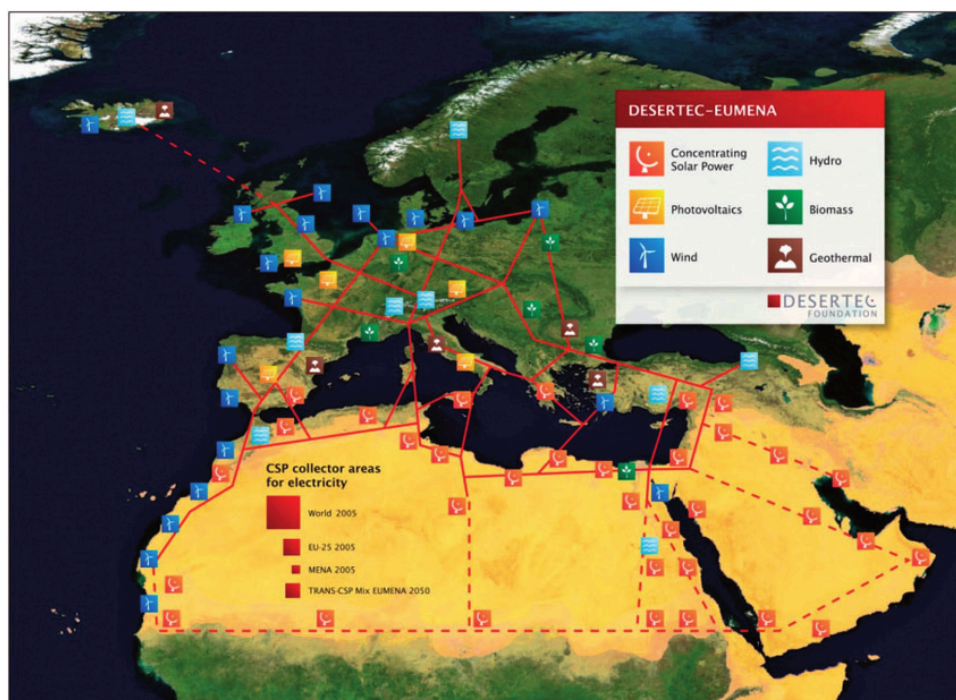 DESERTEC–EUMENA
Concentrating
Solar Power
Hydro
Photovoltaics
Biomass
Wind
Geothermal
DESERTEC
FOUNDATION
CSP collector areas
for electricity
World 2005
EU-25 2005
MENA 2005
TRANS-CSP Mix EUMENA 2050